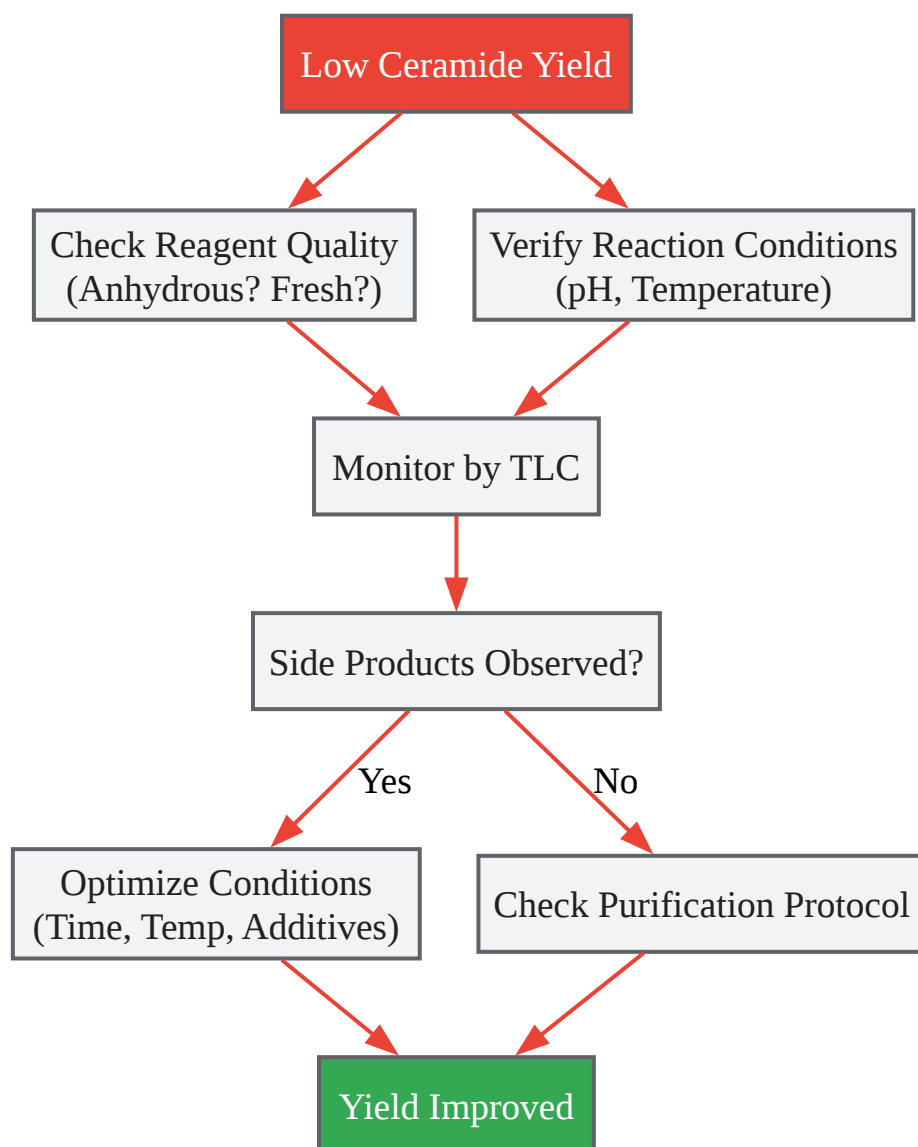 Low Ceramide Yield
Check Reagent Quality
(Anhydrous? Fresh?)
Verify Reaction Conditions
(pH, Temperature)
Monitor by TLC
Side Products Observed?
Yes
No
Optimize Conditions
(Time, Temp, Additives)
Check Purification Protocol
Yield Improved